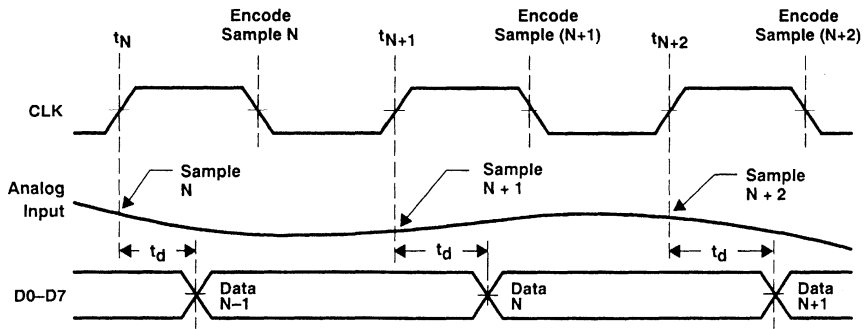 Encode
Sample N
Encode
Sample (N+1)
Encode
Sample (N+2)
tN
tN+1
tN+2
CLK
Sample
N
Sample
N + 1
Sample
N + 2
Analog
Input
td
td
td
D0–D7
Data
N–1
Data
N
Data
N+1